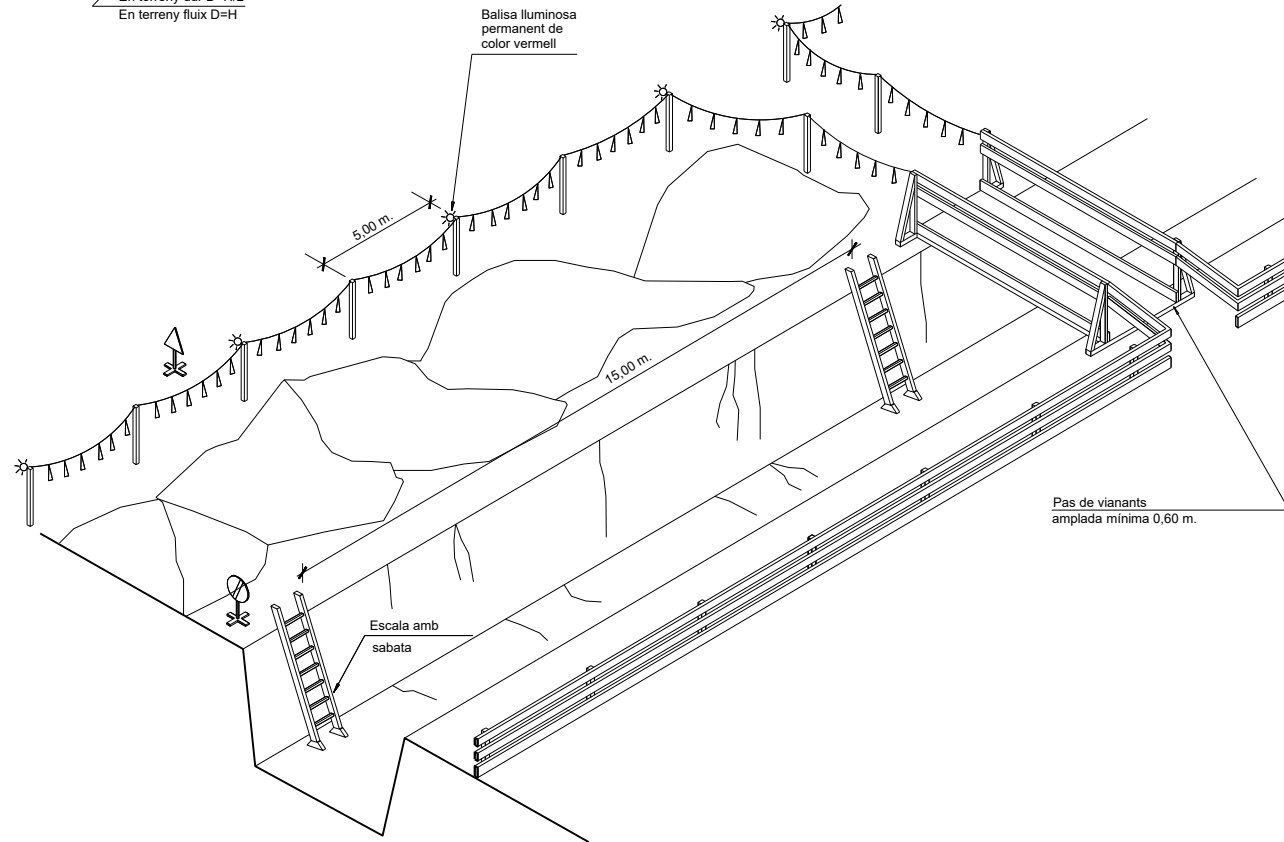 En terreny fluix D=H
Balisa lluminosa
permanent de
color vermell
5,00 m.
15,00 m.
Pas de vianants
amplada mínima 0,60 m.
Escala amb
sabata